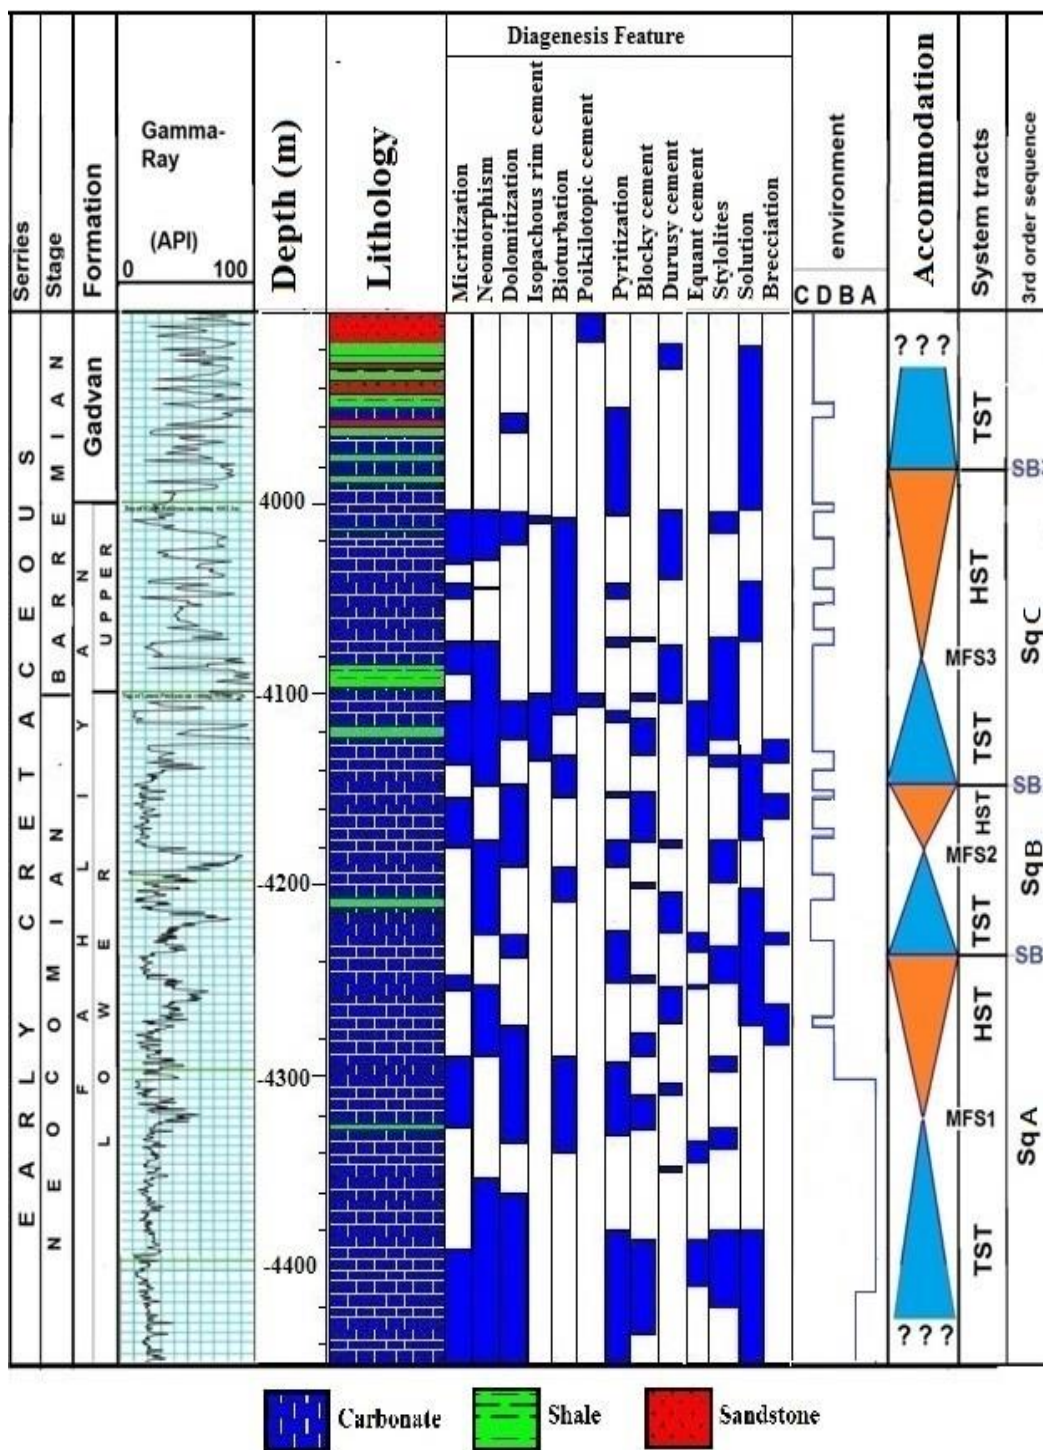 Diagenesis Feature
Serries
Stage
Formation
Gamma-
Ray
(API)
0 100
Depth (m)
Lithology
Micritization
Neomorphism
Dolomitization
Isopachous rim cement
Bioturbation
Poikilotopic cement
Pyritization
Blocky cement
Durusy cement
Equant cement
Stylolites
Solution
Brecciation
environment
C D B A
Accommodation
System tracts
3rd order sequence
EARLY CRETACEOUS
BARREMIAN
NEOCOMIAN
Gadvan
FAHLIYAN
UPPER
LOWER
4000
-4100
-4200
-4300
-4400
? ? ?
TST
SB3
HST
MFS3
Sq C
TST
SB
HST
MFS2
Sq B
TST
SB
HST
MFS1
Sq A
TST
? ? ?
Carbonate
Shale
Sandstone